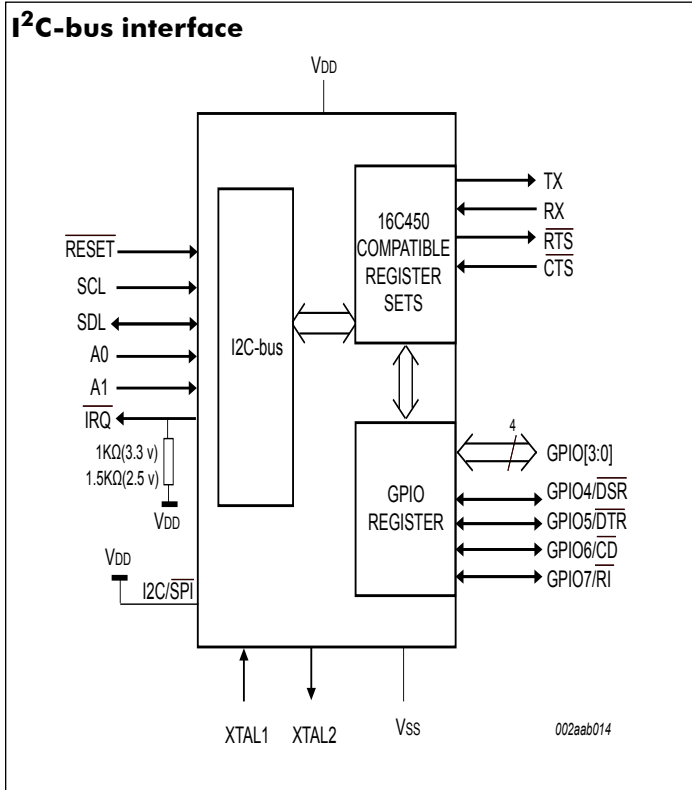 I²C-bus interface
VDD
RESET
SCL
SDL
A0
A1
IRQ
1KΩ(3.3 v)
1.5KΩ(2.5 v)
VDD
VDD
I2C/SPI
I2C-bus
16C450
COMPATIBLE
REGISTER
SETS
GPIO
REGISTER
TX
RX
RTS
CTS
4
GPIO[3:0]
GPIO4/DSR
GPIO5/DTR
GPIO6/CD
GPIO7/RI
XTAL1
XTAL2
VSS
002aab014